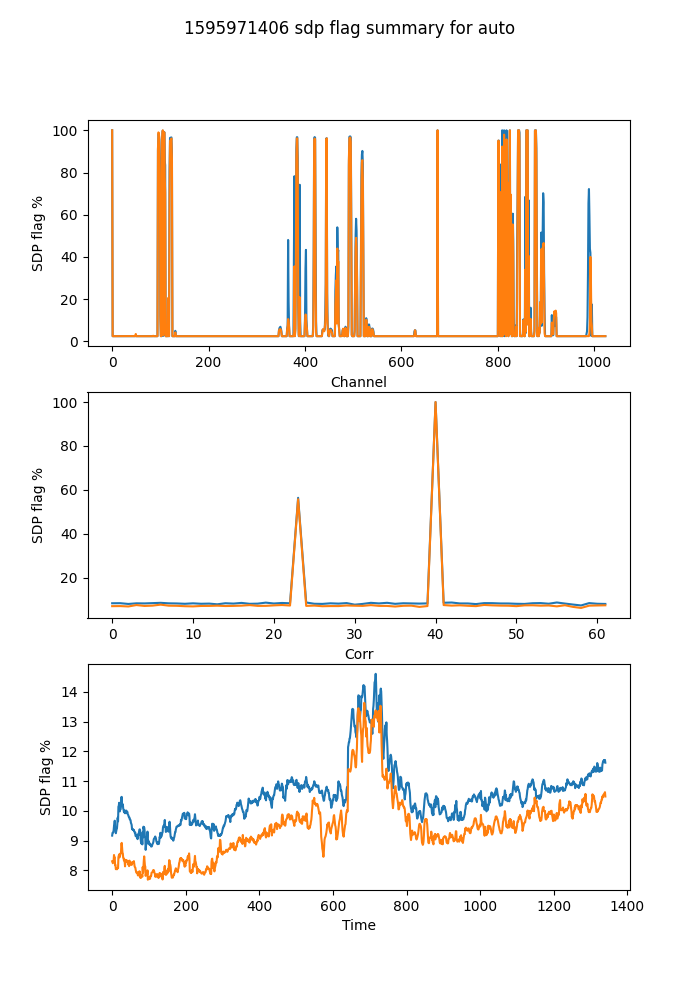 1595971406 sdp flag summary for auto
100
80
60
40
20
0
SDP flag %
0 200 400 600 800 1000
Channel
100
80
60
40
20
SDP flag %
0 10 20 30 40 50 60
Corr
14
13
12
11
10
9
8
SDP flag %
0 200 400 600 800 1000 1200 1400
Time